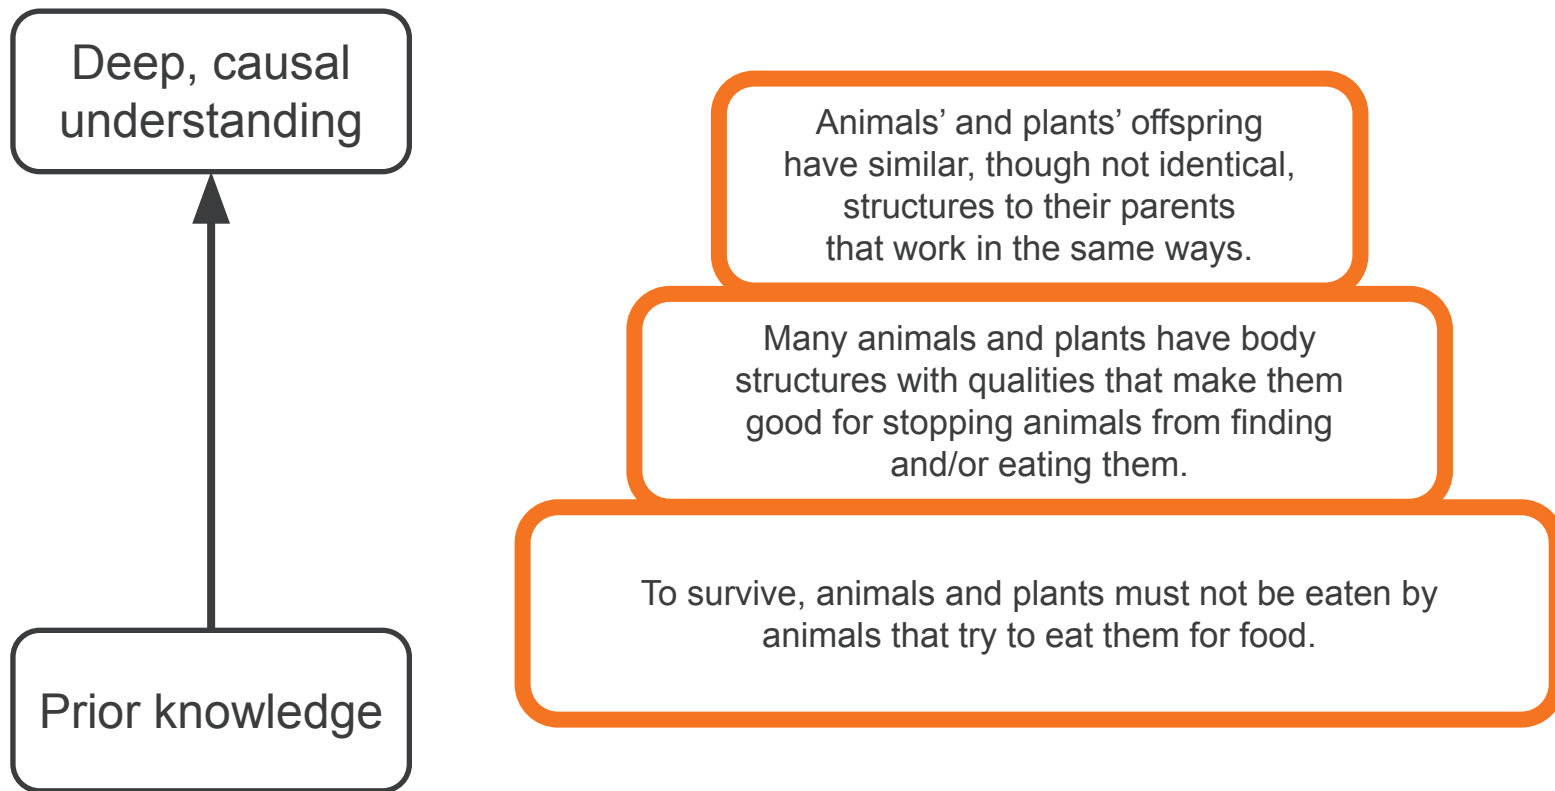 Deep, causal
understanding
Animals’ and plants’ offspring
have similar, though not identical,
structures to their parents
that work in the same ways.
Many animals and plants have body
structures with qualities that make them
good for stopping animals from finding
and/or eating them.
To survive, animals and plants must not be eaten by
animals that try to eat them for food.
Prior knowledge